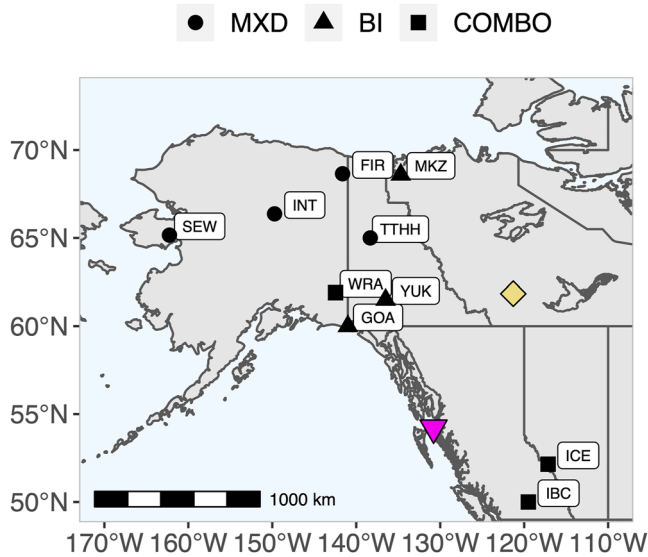 MXD BI COMBO
70°N
65°N
60°N
55°N
50°N
FIR
MKZ
INT
SEW
TTHH
WRA
YUK
GOA
ICE
IBC
1000 km
170°W 160°W 150°W 140°W 130°W 120°W 110°W